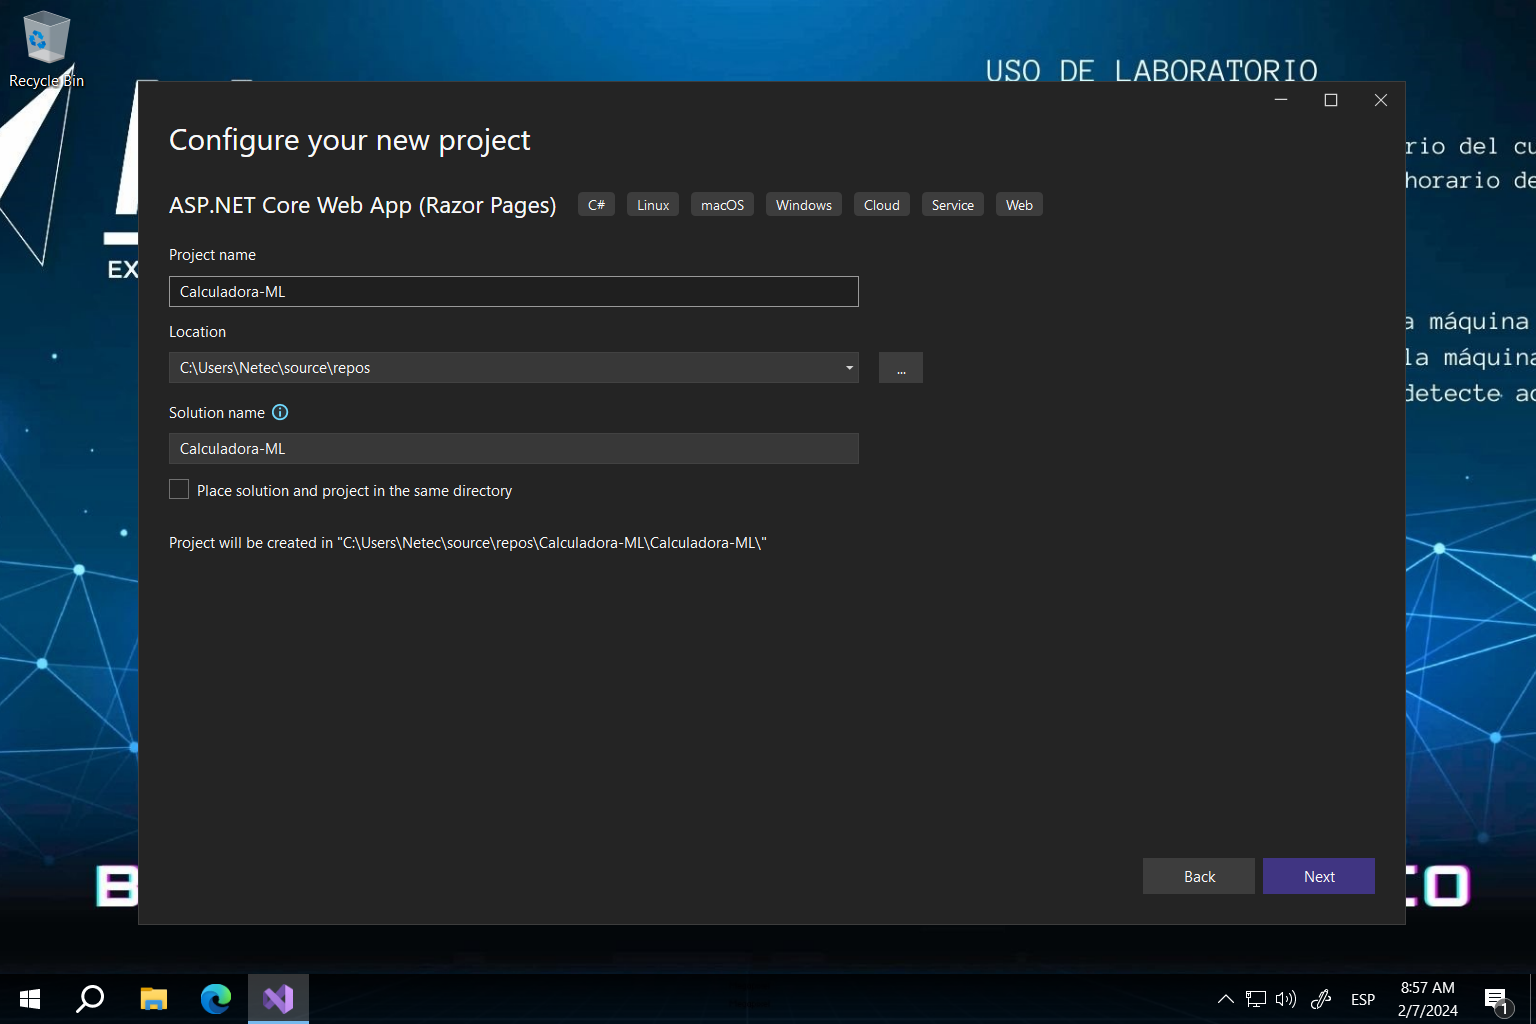 Recycle Bin
USO DE LABORATORIO
Configure your new project
ASP.NET Core Web App (Razor Pages) C# Linux macOS Windows Cloud Service Web
rio del cu
horario de
EX
Project name
Calculadora-ML
Location
a máquina
C:\Users\Netec\source\repos ...
la máquina
detecte ac
Solution name
Calculadora-ML
Place solution and project in the same directory
Project will be created in "C:\Users\Netec\source\repos\Calculadora-ML\Calculadora-ML\"
Back Next
B CO
ESP 8:57 AM
2/7/2024 1